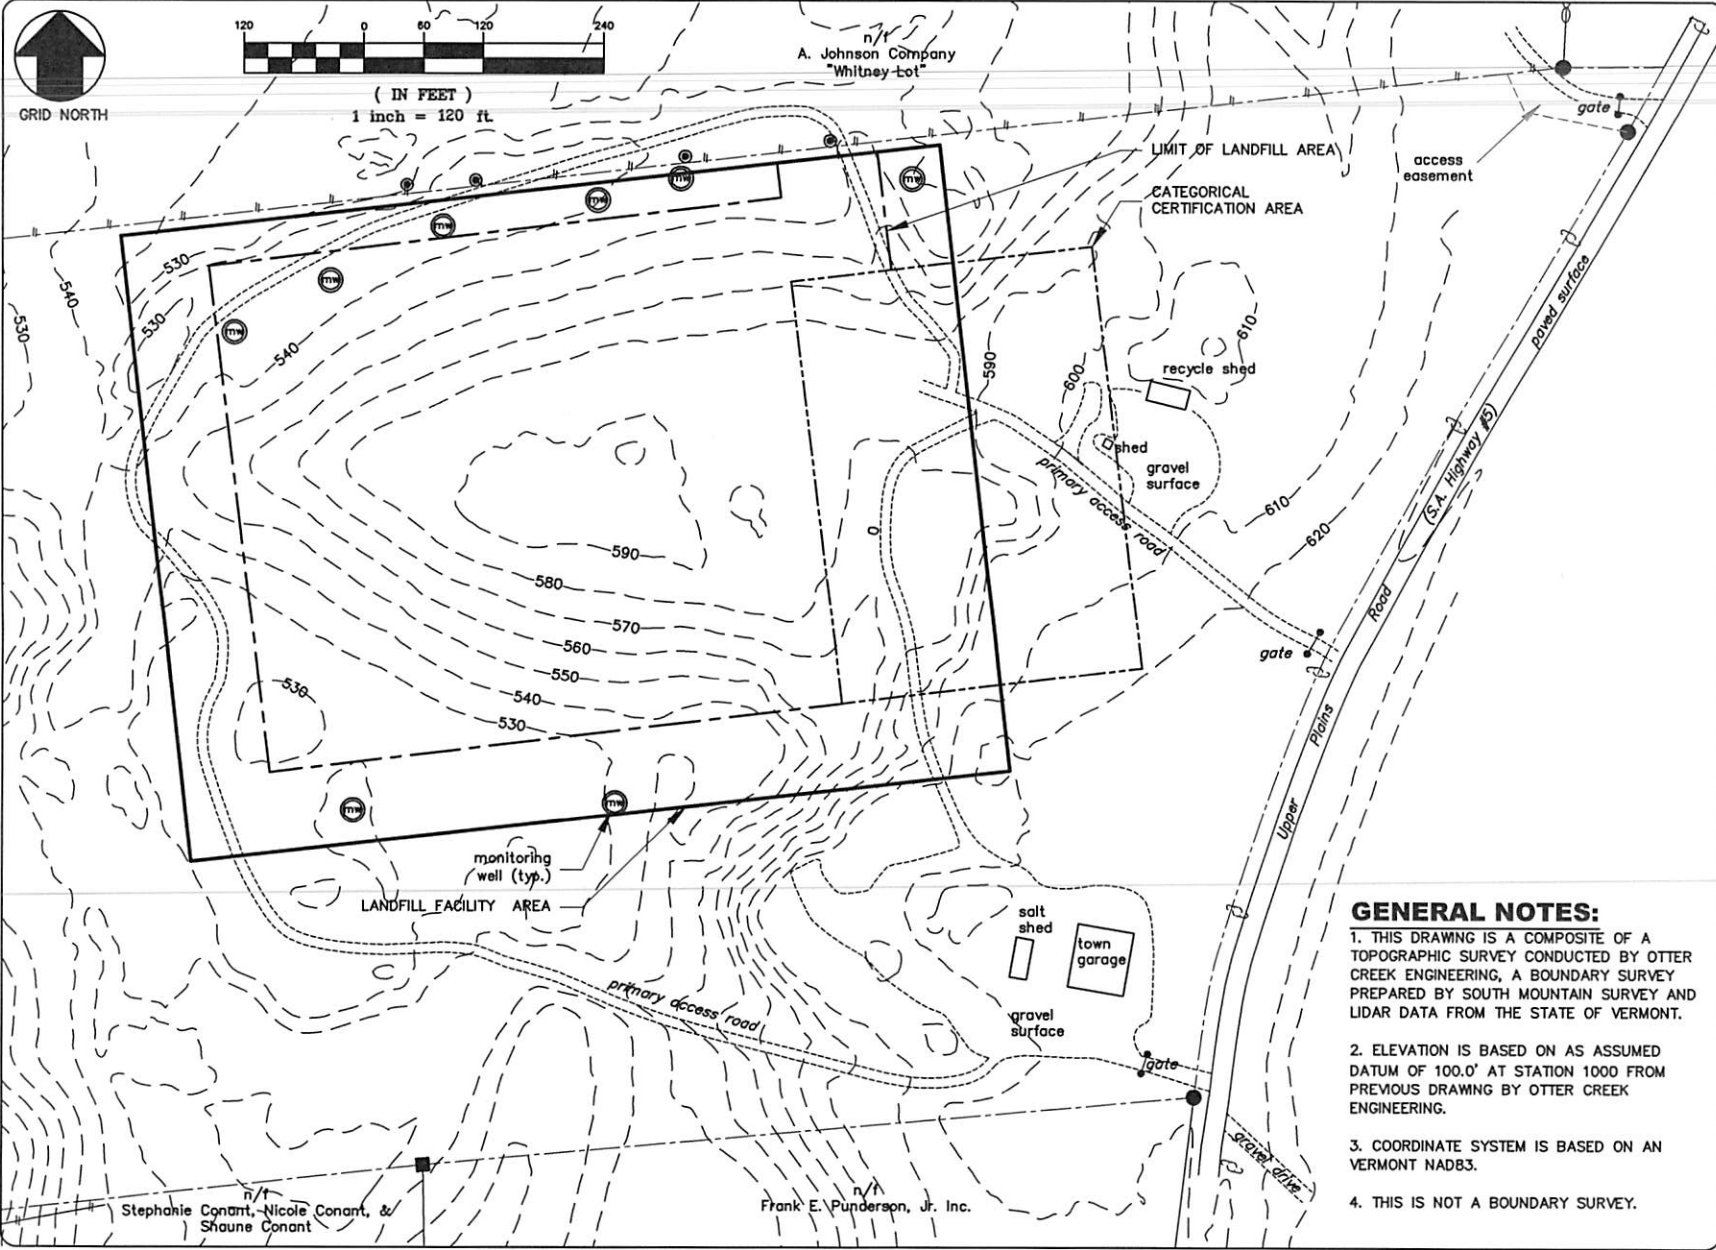 120 0 60 120 240
( IN FEET )
1 inch = 120 ft.
GRID NORTH
n/f
A. Johnson Company
"Whitney Lot"
gate
access
easement
LIMIT OF LANDFILL AREA
CATEGORICAL
CERTIFICATION AREA
mw
mw
mw
mw
mw
mw
530
540
530
530
540
590
600
610
recycle shed
paved surface
shed
gravel
surface
primary access road
(S.A. Highway #5)
610
620
590
580
570
560
550
540
530
530
Road
gate
Plains
Upper
mw
mw
monitoring
well (typ.)
LANDFILL FACILITY AREA
salt
shed
town
garage
primary access road
gravel
surface
gate
gravel drive
n/f
Stephanie Conant, Nicole Conant, &
Shaune Conant
n/f
Frank E. Punderson, Jr. Inc.
GENERAL NOTES:
1. THIS DRAWING IS A COMPOSITE OF A
TOPOGRAPHIC SURVEY CONDUCTED BY OTTER
CREEK ENGINEERING, A BOUNDARY SURVEY
PREPARED BY SOUTH MOUNTAIN SURVEY AND
LIDAR DATA FROM THE STATE OF VERMONT.
2. ELEVATION IS BASED ON AS ASSUMED
DATUM OF 100.0' AT STATION 1000 FROM
PREVIOUS DRAWING BY OTTER CREEK
ENGINEERING.
3. COORDINATE SYSTEM IS BASED ON AN
VERMONT NAD83.
4. THIS IS NOT A BOUNDARY SURVEY.